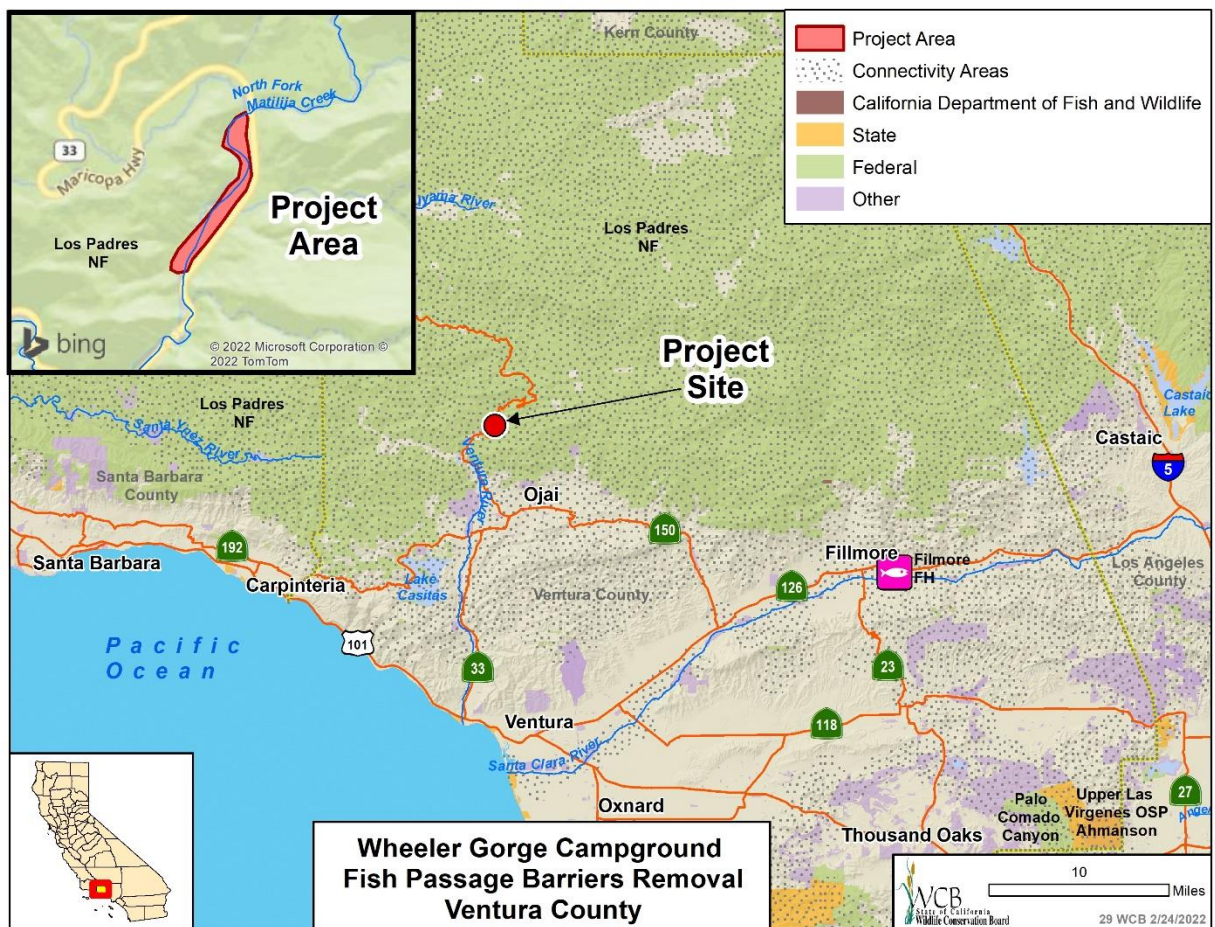 North Fork
Matilija Creek
33
Maricopa Hwy
Project
Area
Los Padres
NF
bing
© 2022 Microsoft Corporation ©
2022 TomTom
Kern County
Project Area
Connectivity Areas
California Department of Fish and Wildlife
State
Federal
Other
uyama River
Los Padres
NF
Project
Site
Los Padres
NF
Santa Ynez River
Santa Barbara
County
Ventura River
Castaic
Lake
Castaic
5
Ojai
150
192
Santa Barbara
Carpinteria
Lake
Casitas
Ventura County
Fillmore
Filmore
FH
126
Los Angeles
County
101
Pacific
Ocean
33
23
Ventura
118
Santa Clara River
Oxnard
Thousand Oaks
Palo
Comado
Canyon
Upper Las
Virgenes OSP
Ahmanson
27
Wheeler Gorge Campground
Fish Passage Barriers Removal
Ventura County
WCB
State of California
Wildlife Conservation Board
10
Miles
29 WCB 2/24/2022